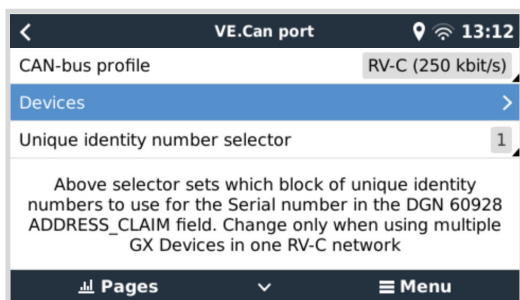 VE.Can port
13:12
CAN-bus profile
RV-C (250 kbit/s)
Devices
Unique identity number selector
1
Above selector sets which block of unique identity
numbers to use for the Serial number in the DGN 60928
ADDRESS_CLAIM field. Change only when using multiple
GX Devices in one RV-C network
Pages
Menu